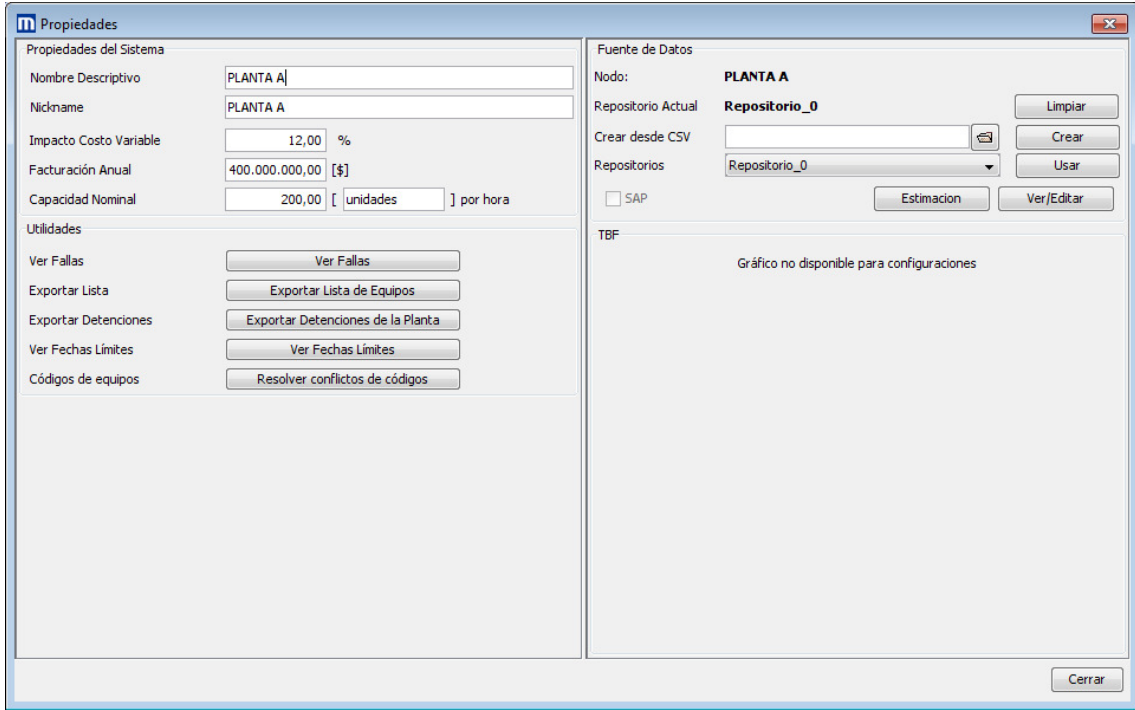 m Propiedades
Propiedades del Sistema
Nombre Descriptivo PLANTA A
Nickname PLANTA A
Impacto Costo Variable 12,00 %
Facturación Anual 400.000.000,00 [$]
Capacidad Nominal 200,00 [ unidades ] por hora
Utilidades
Ver Fallas Ver Fallas
Exportar Lista Exportar Lista de Equipos
Exportar Detenciones Exportar Detenciones de la Planta
Ver Fechas Límites Ver Fechas Límites
Códigos de equipos Resolver conflictos de códigos
Fuente de Datos
Nodo: PLANTA A
Repositorio Actual Repositorio_0 Limpiar
Crear desde CSV Crear
Repositorios Repositorio_0 Usar
SAP Estimacion Ver/Editar
TBF
Gráfico no disponible para configuraciones
Cerrar